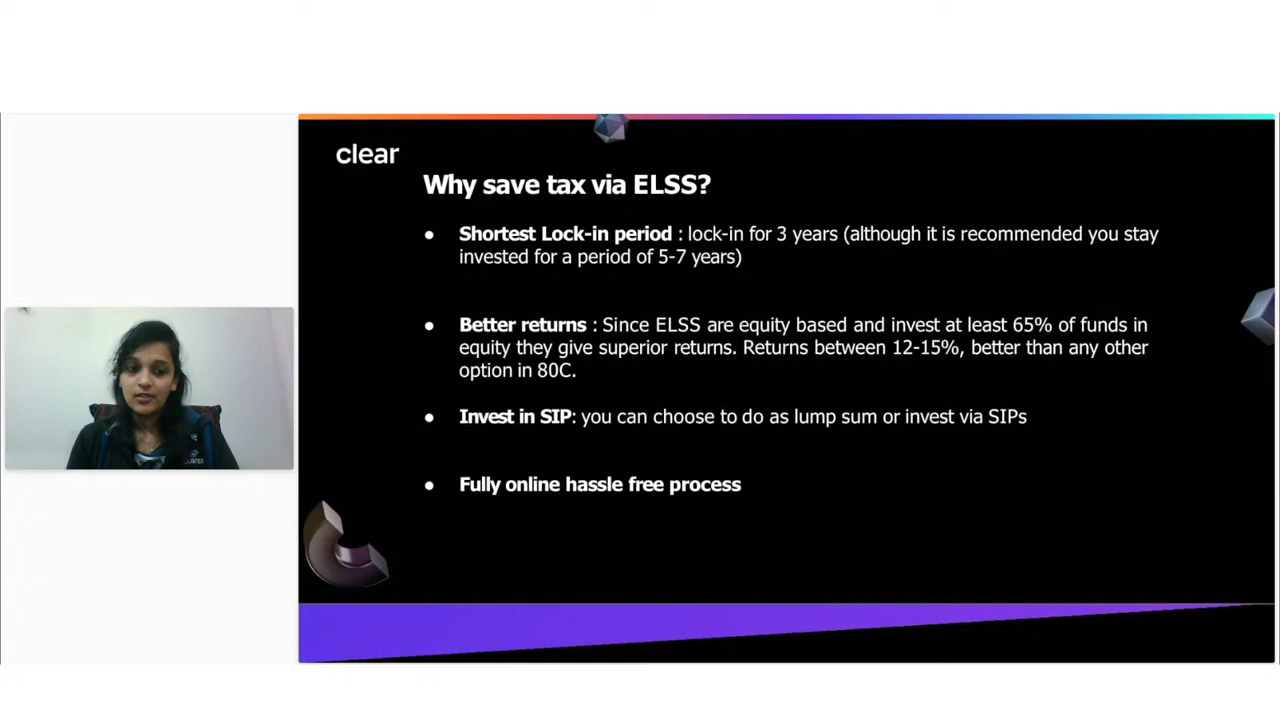 clear
Why save tax via ELSS?
● Shortest Lock-in period : lock-in for 3 years (although it is recommended you stay
invested for a period of 5-7 years)
● Better returns : Since ELSS are equity based and invest at least 65% of funds in
equity they give superior returns. Returns between 12-15%, better than any other
option in 80C.
● Invest in SIP: you can choose to do as lump sum or invest via SIPs
● Fully online hassle free process